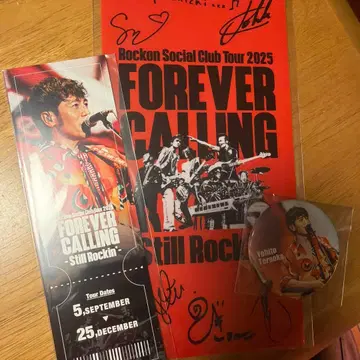 Rockon Social Club Tour 2025
FOREVER
CALLING
Still Rockin'
FOREVER
CALLING
Still Rockin'
Tour Dates
5,SEPTEMBER
25,DECEMBER
Yohito
Teraoka